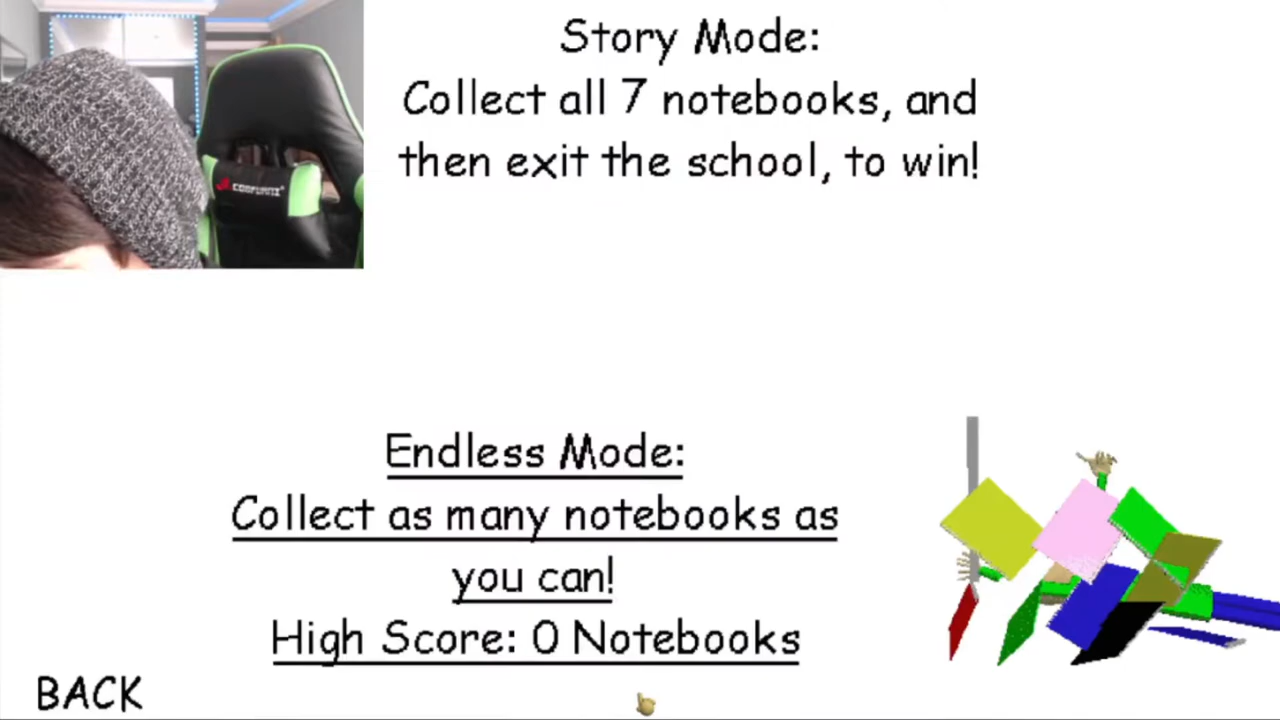 Story Mode:
Collect all 7 notebooks, and
then exit the school, to win!
Endless Mode:
Collect as many notebooks as
you can!
High Score: 0 Notebooks
BACK